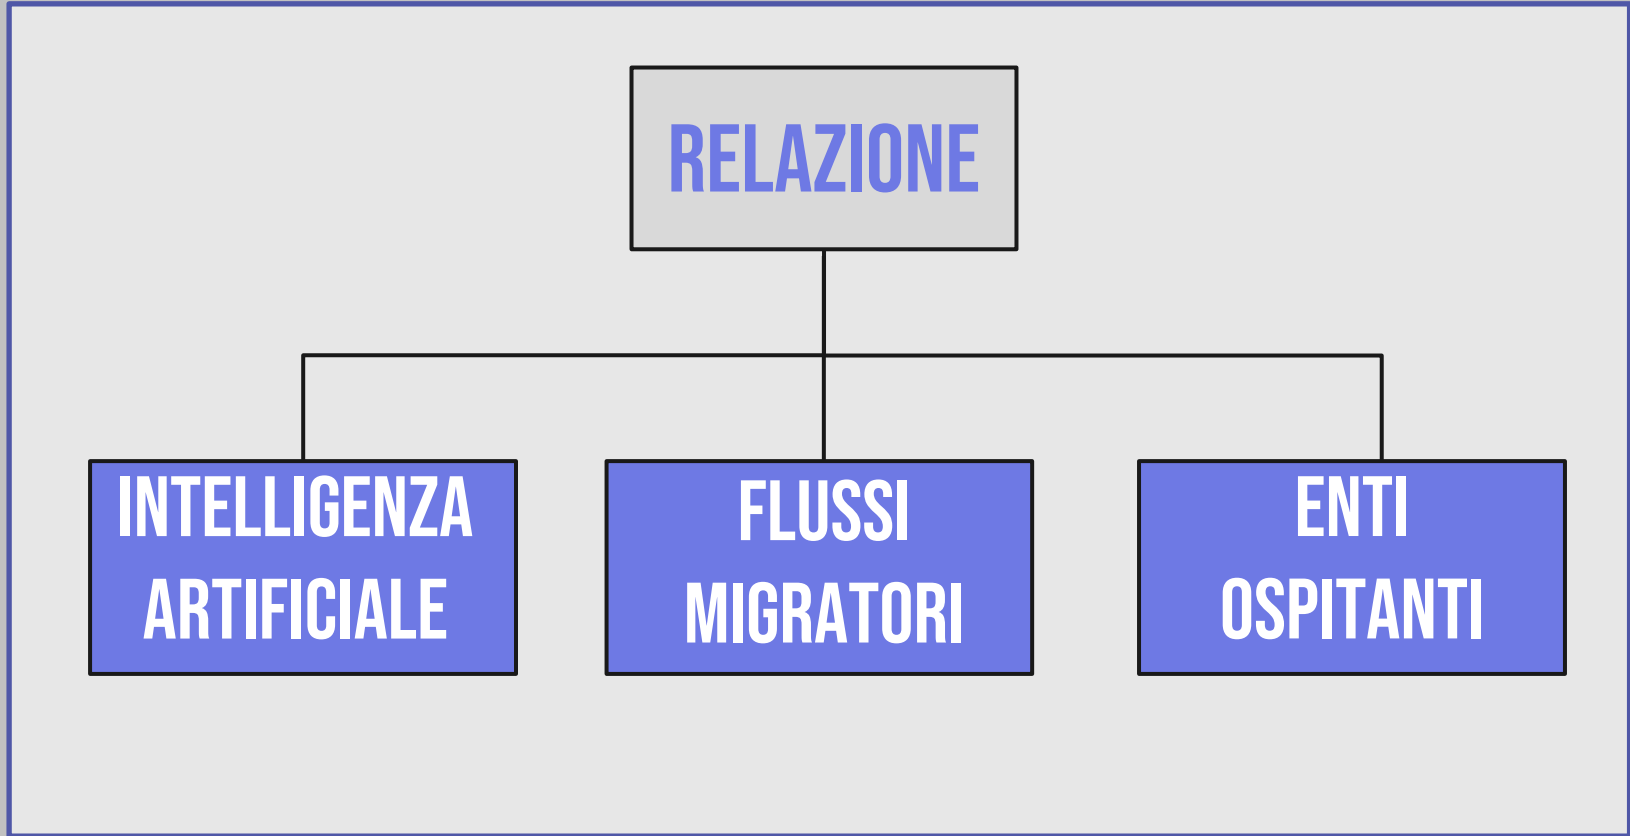 RELAZIONE
INTELLIGENZA
ARTIFICIALE
FLUSSI
MIGRATORI
ENTI
OSPITANTI